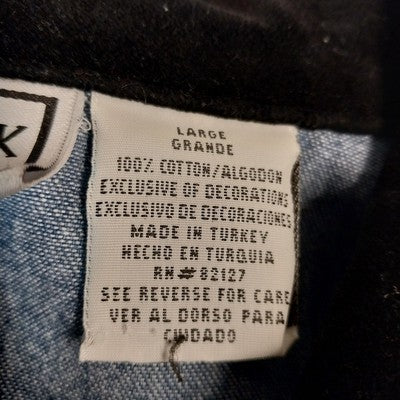 K
LARGE
GRANDE
100% COTTON/ALGODON
EXCLUSIVE OF DECORATIONS
EXCLUSIVO DE DECORACIONES
MADE IN TURKEY
HECHO EN TURQUIA
RN#82127
SEE REVERSE FOR CARE
VER AL DORSO PARA
CUIDADO